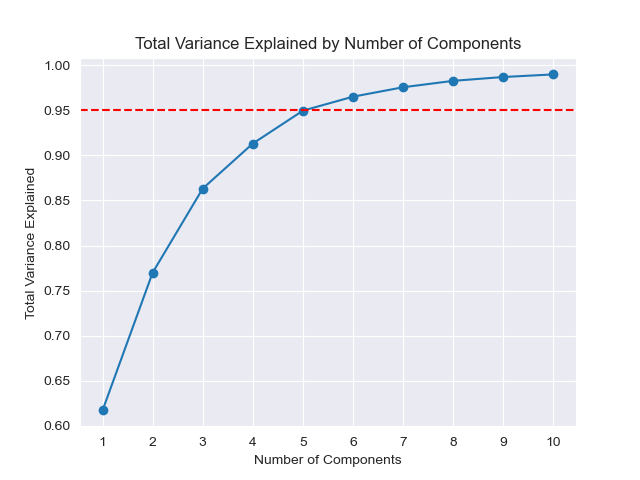 Total Variance Explained by Number of Components
Total Variance Explained
1.00
0.95
0.90
0.85
0.80
0.75
0.70
0.65
0.60
1 2 3 4 5 6 7 8 9 10
Number of Components